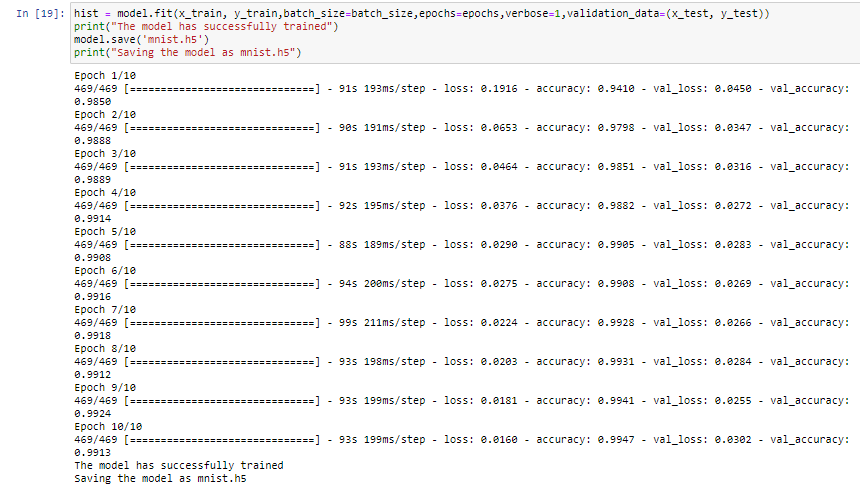 In [19]: hist = model.fit(x_train, y_train,batch_size=batch_size,epochs=epochs,verbose=1,validation_data=(x_test, y_test))
print("The model has successfully trained")
model.save('mnist.h5')
print("Saving the model as mnist.h5")
Epoch 1/10
469/469 [==============================] - 91s 193ms/step - loss: 0.1916 - accuracy: 0.9410 - val_loss: 0.0450 - val_accuracy:
0.9850
Epoch 2/10
469/469 [==============================] - 90s 191ms/step - loss: 0.0653 - accuracy: 0.9798 - val_loss: 0.0347 - val_accuracy:
0.9888
Epoch 3/10
469/469 [==============================] - 91s 193ms/step - loss: 0.0464 - accuracy: 0.9851 - val_loss: 0.0316 - val_accuracy:
0.9889
Epoch 4/10
469/469 [==============================] - 92s 195ms/step - loss: 0.0376 - accuracy: 0.9882 - val_loss: 0.0272 - val_accuracy:
0.9914
Epoch 5/10
469/469 [==============================] - 88s 189ms/step - loss: 0.0290 - accuracy: 0.9905 - val_loss: 0.0283 - val_accuracy:
0.9908
Epoch 6/10
469/469 [==============================] - 94s 200ms/step - loss: 0.0275 - accuracy: 0.9908 - val_loss: 0.0269 - val_accuracy:
0.9916
Epoch 7/10
469/469 [==============================] - 99s 211ms/step - loss: 0.0224 - accuracy: 0.9928 - val_loss: 0.0266 - val_accuracy:
0.9918
Epoch 8/10
469/469 [==============================] - 93s 198ms/step - loss: 0.0203 - accuracy: 0.9931 - val_loss: 0.0284 - val_accuracy:
0.9912
Epoch 9/10
469/469 [==============================] - 93s 199ms/step - loss: 0.0181 - accuracy: 0.9941 - val_loss: 0.0255 - val_accuracy:
0.9924
Epoch 10/10
469/469 [==============================] - 93s 199ms/step - loss: 0.0160 - accuracy: 0.9947 - val_loss: 0.0302 - val_accuracy:
0.9913
The model has successfully trained
Saving the model as mnist.h5